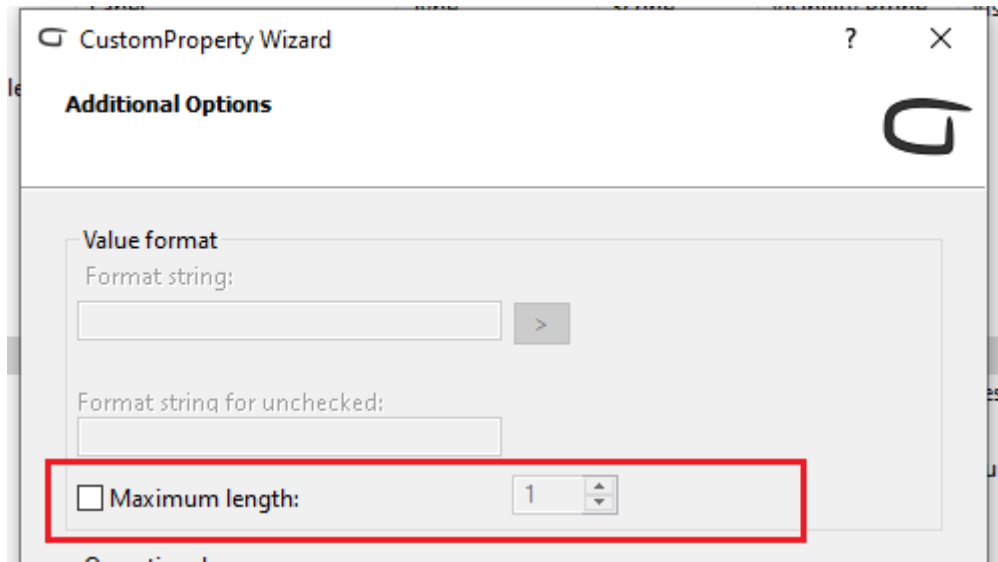 CustomProperty Wizard
?
Additional Options
Value format
Format string:
>
Format string for unchecked:
Maximum length:
1